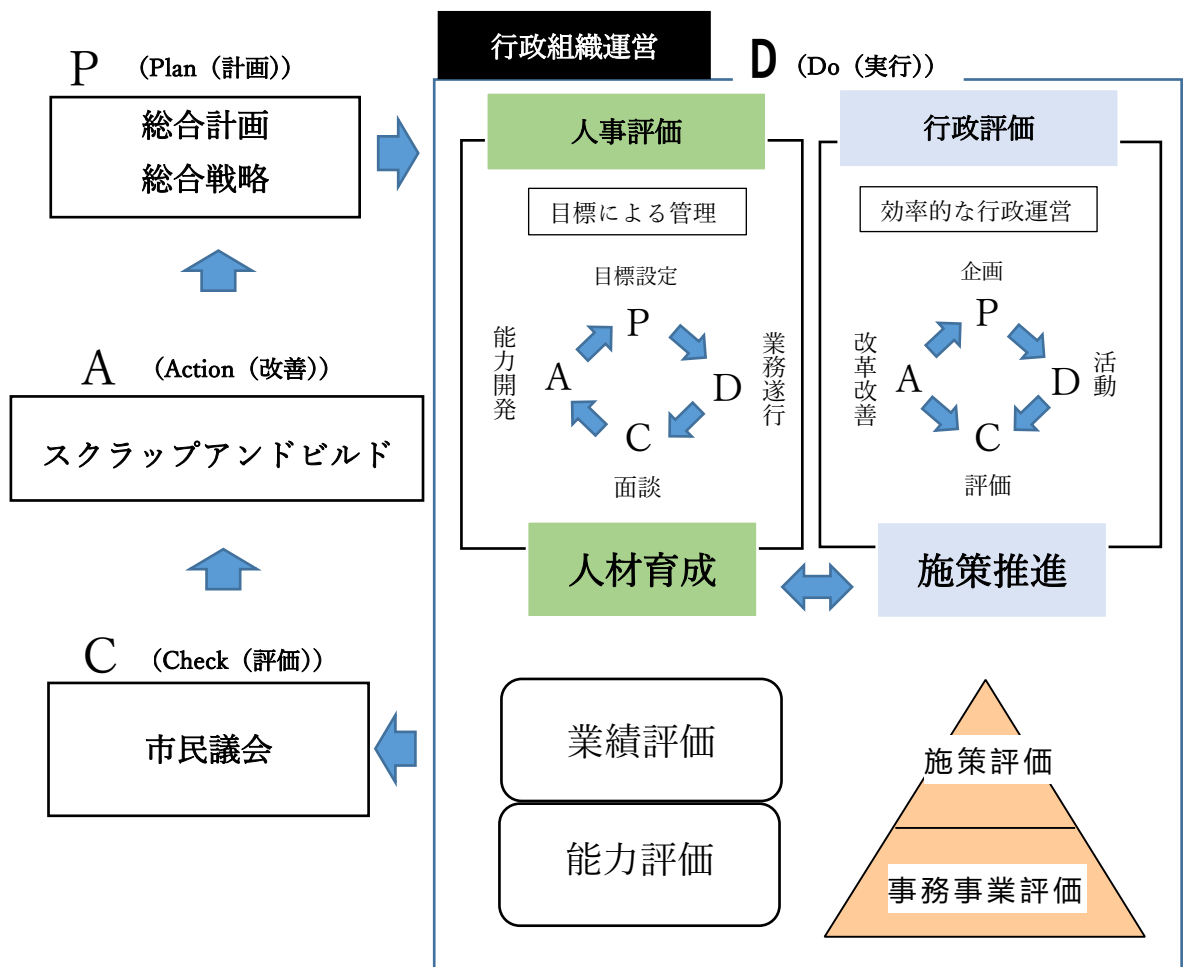 行政組織運営
P (Plan（計画）)
総合計画
総合戦略
A (Action（改善）)
スクラップアンドビルド
C (Check（評価）)
市民議会
D (Do（実行）)
人事評価
目標による管理
目標設定
P
能力開発
A
D
業務遂行
C
面談
人材育成
行政評価
効率的な行政運営
企画
P
改革改善
A
D
活動
C
評価
施策推進
業績評価
能力評価
施策評価
事務事業評価